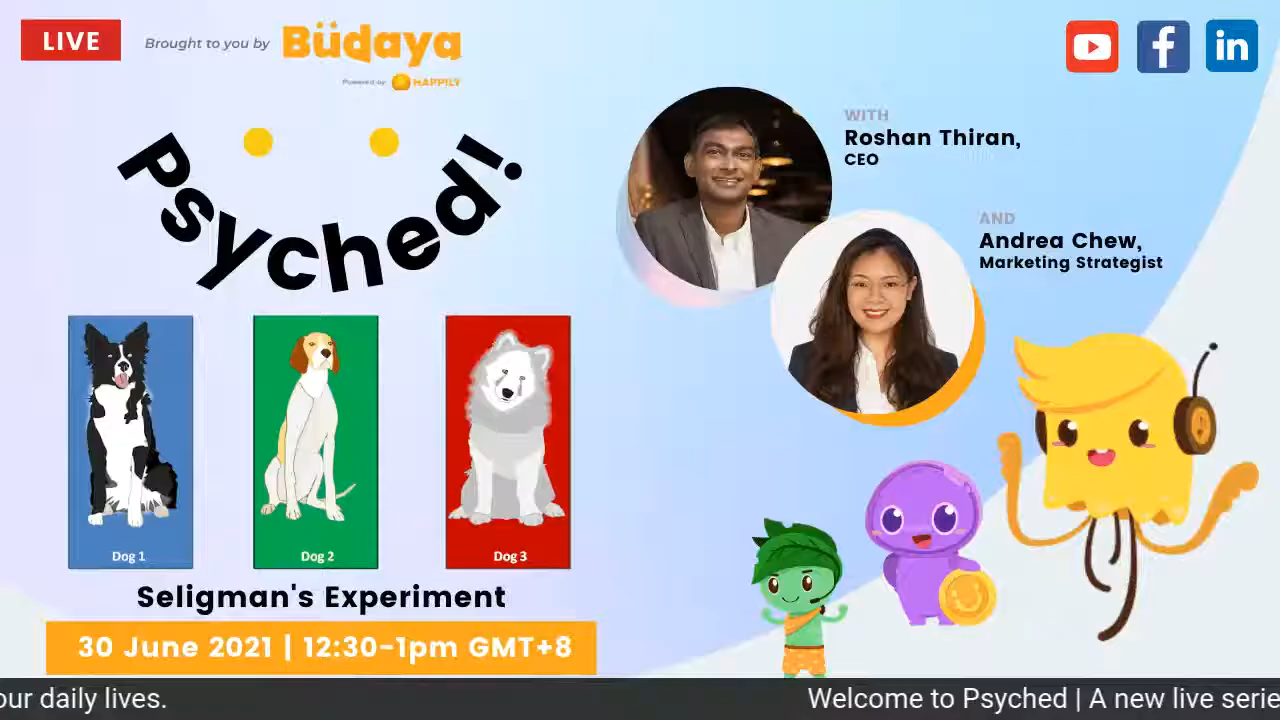 LIVE
Brought to you by
Büdaya
Powered by HAPPILY
Psyched!
WITH
Roshan Thiran,
CEO
AND
Andrea Chew,
Marketing Strategist
Dog 1
Dog 2
Dog 3
Seligman's Experiment
30 June 2021 | 12:30-1pm GMT+8
our daily lives.
Welcome to Psyched | A new live serie